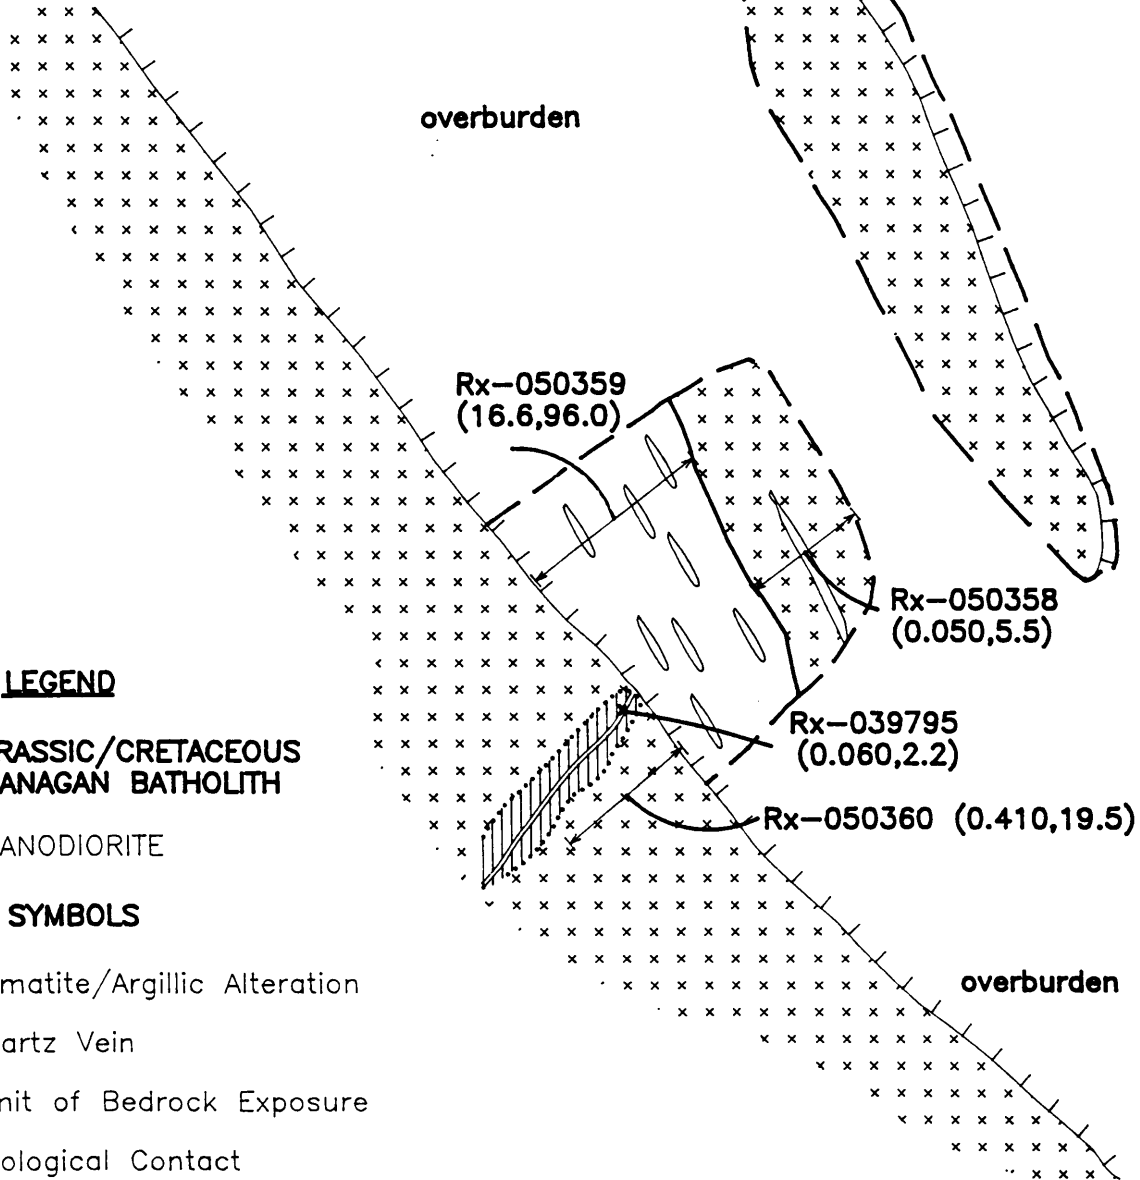 overburden
Rx-050359
(16.6,96.0)
Rx-050358
(0.050,5.5)
LEGEND
RASSIC/CRETACEOUS
ANAGAN BATHOLITH
Rx-039795
(0.060,2.2)
Rx-050360 (0.410,19.5)
ANODIORITE
SYMBOLS
matite/Argillic Alteration
overburden
artz Vein
nit of Bedrock Exposure
ological Contact